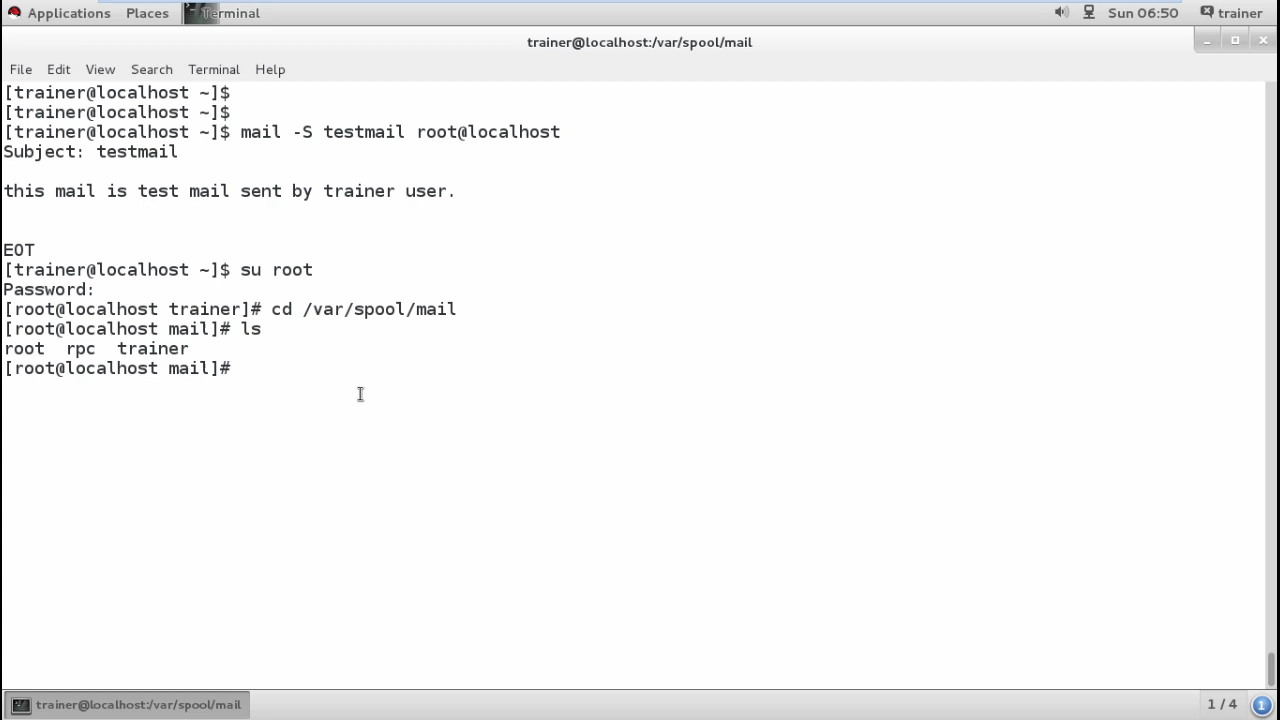 Applications Places Terminal Sun 06:50 trainer
trainer@localhost:/var/spool/mail
File Edit View Search Terminal Help
[trainer@localhost ~]$
[trainer@localhost ~]$
[trainer@localhost ~]$ mail -S testmail root@localhost
Subject: testmail
this mail is test mail sent by trainer user.
EOT
[trainer@localhost ~]$ su root
Password:
[root@localhost trainer]# cd /var/spool/mail
[root@localhost mail]# ls
root rpc trainer
[root@localhost mail]#
trainer@localhost:/var/spool/mail 1 / 4 1